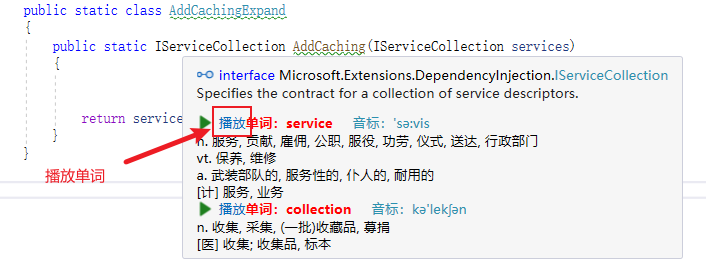 public static class AddCachingExpand
{
public static IServiceCollection AddCaching(IServiceCollection services)
{
interface Microsoft.Extensions.DependencyInjection.IServiceCollection
Specifies the contract for a collection of service descriptors.
播放单词：service 音标：'sə:vis
n. 服务, 贡献, 雇佣, 公职, 服役, 功劳, 仪式, 送达, 行政部门
vt. 保养, 维修
a. 武装部队的, 服务性的, 仆人的, 耐用的
[计] 服务, 业务
播放单词：collection 音标：kə'lekʃən
n. 收集, 采集, (一批)收藏品, 募捐
[医] 收集; 收集品, 标本
return servic
}
}
播放单词